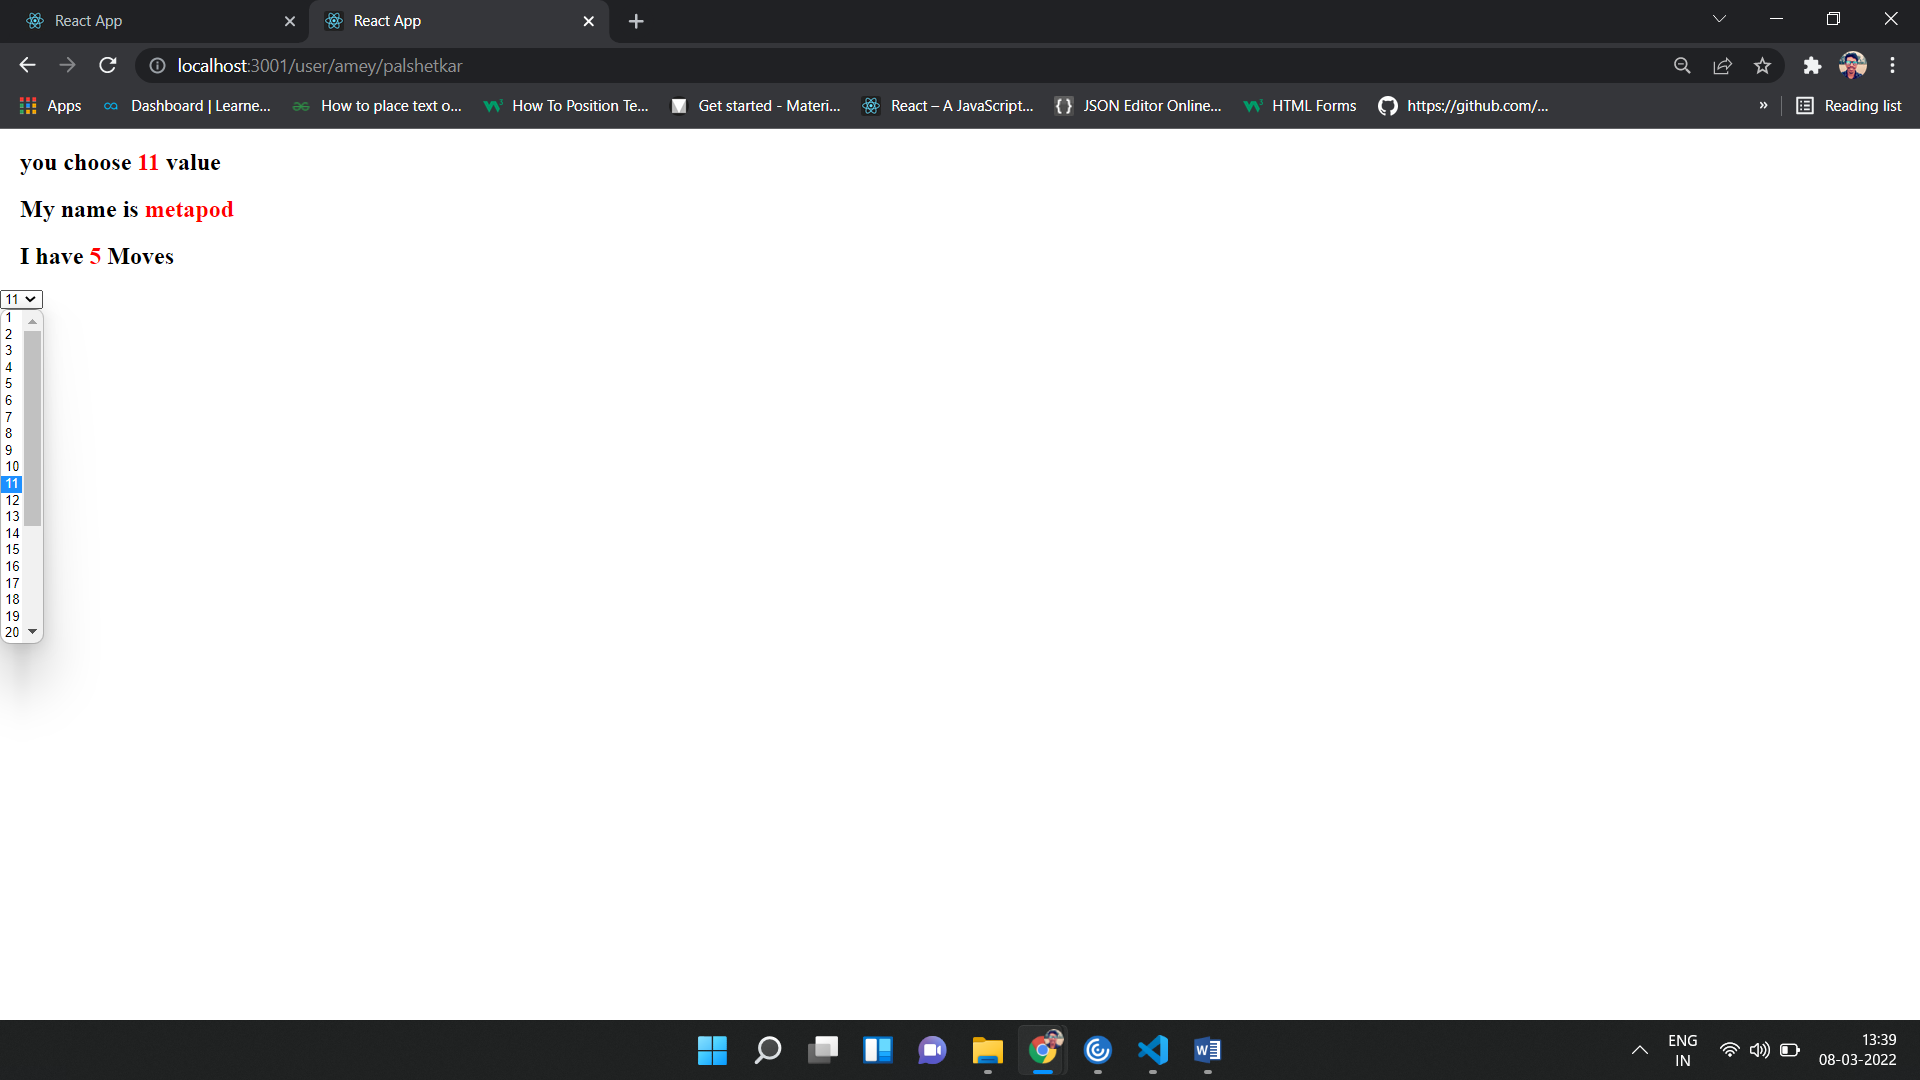 React App
React App
localhost:3001/user/amey/palshetkar
Apps
Dashboard | Learne...
How to place text o...
How To Position Te...
Get started - Materi...
React – A JavaScript...
JSON Editor Online...
HTML Forms
https://github.com/...
»
Reading list
you choose 11 value
My name is metapod
I have 5 Moves
11
1
2
3
4
5
6
7
8
9
10
11
12
13
14
15
16
17
18
19
20
ENG
IN
13:39
08-03-2022